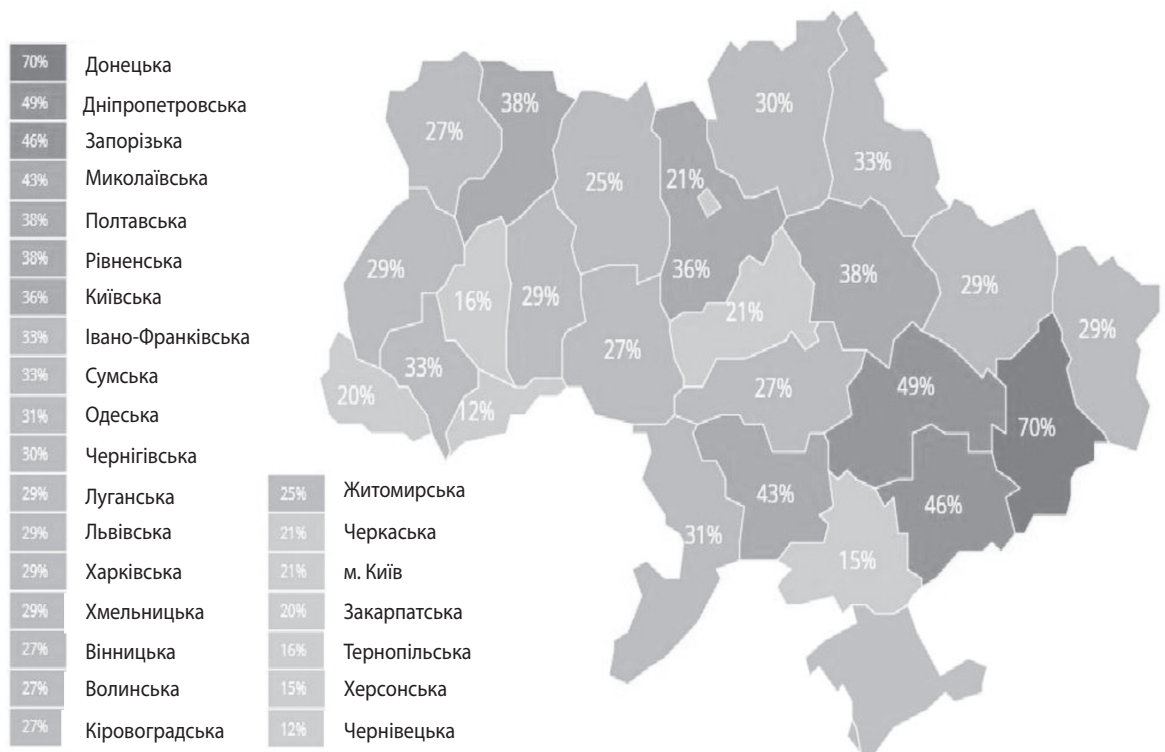 70% Донецька
49% Дніпропетровська
46% Запорізька
43% Миколаївська
38% Полтавська
38% Рівненська
36% Київська
33% Івано-Франківська
33% Сумська
31% Одеська
30% Чернігівська
29% Луганська
29% Львівська
29% Харківська
29% Хмельницька
27% Вінницька
27% Волинська
27% Кіровоградська
25% Житомирська
21% Черкаська
21% м. Київ
20% Закарпатська
16% Тернопільська
15% Херсонська
12% Чернівецька
27%
38%
25%
21%
30%
33%
29%
16%
29%
36%
38%
29%
29%
21%
20%
33%
12%
27%
27%
49%
70%
31%
43%
46%
15%